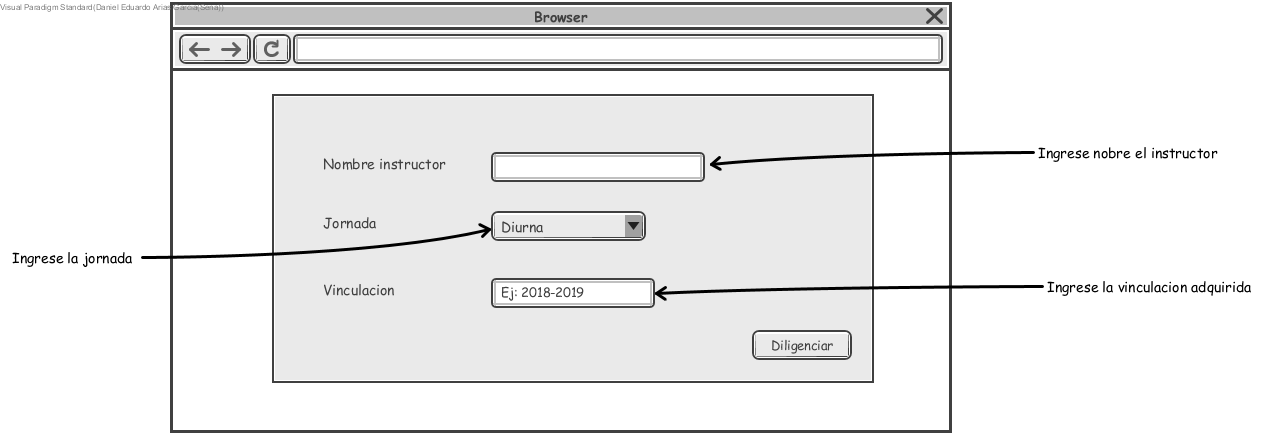 Visual Paradigm Standard(Daniel Eduardo Arias Garcia(Sena))
Browser
Nombre instructor
Ingrese nobre el instructor
Jornada
Diurna
Ingrese la jornada
Vinculacion
Ej: 2018-2019
Ingrese la vinculacion adquirida
Diligenciar